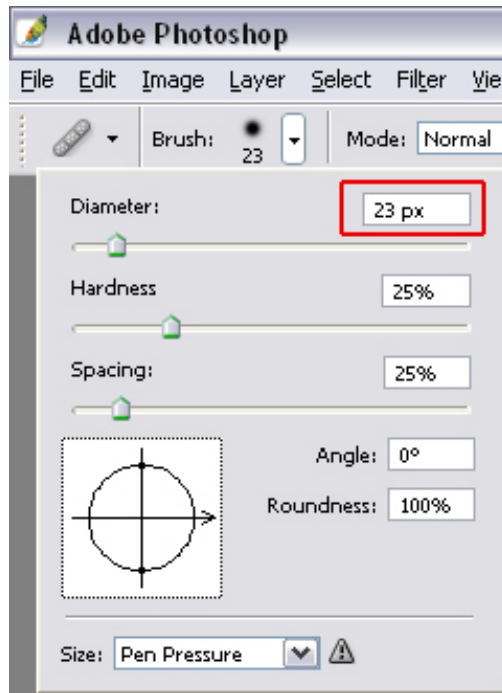 Adobe Photoshop
File Edit Image Layer Select Filter Vie
Brush: 23 Mode: Normal
Diameter: 23 px
Hardness 25%
Spacing: 25%
Angle: 0°
Roundness: 100%
Size: Pen Pressure